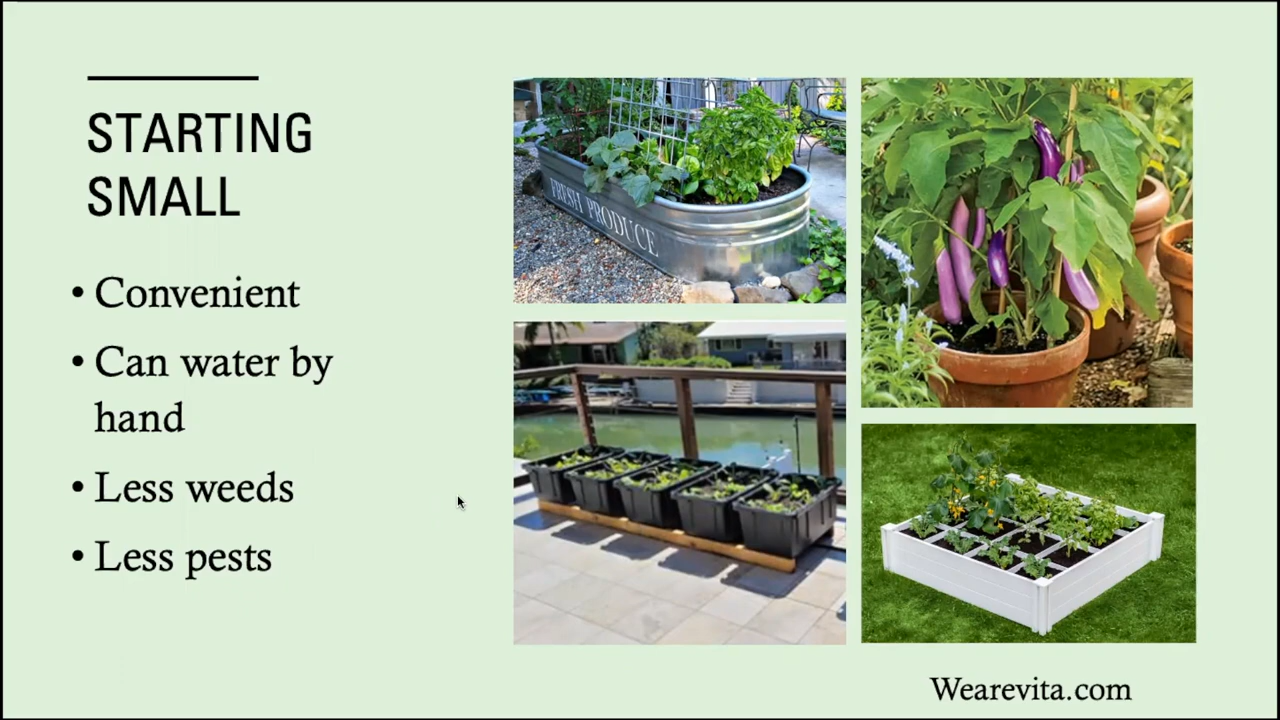 STARTING
SMALL
• Convenient
• Can water by
hand
• Less weeds
• Less pests
FRESH PRODUCE
Wearevita.com